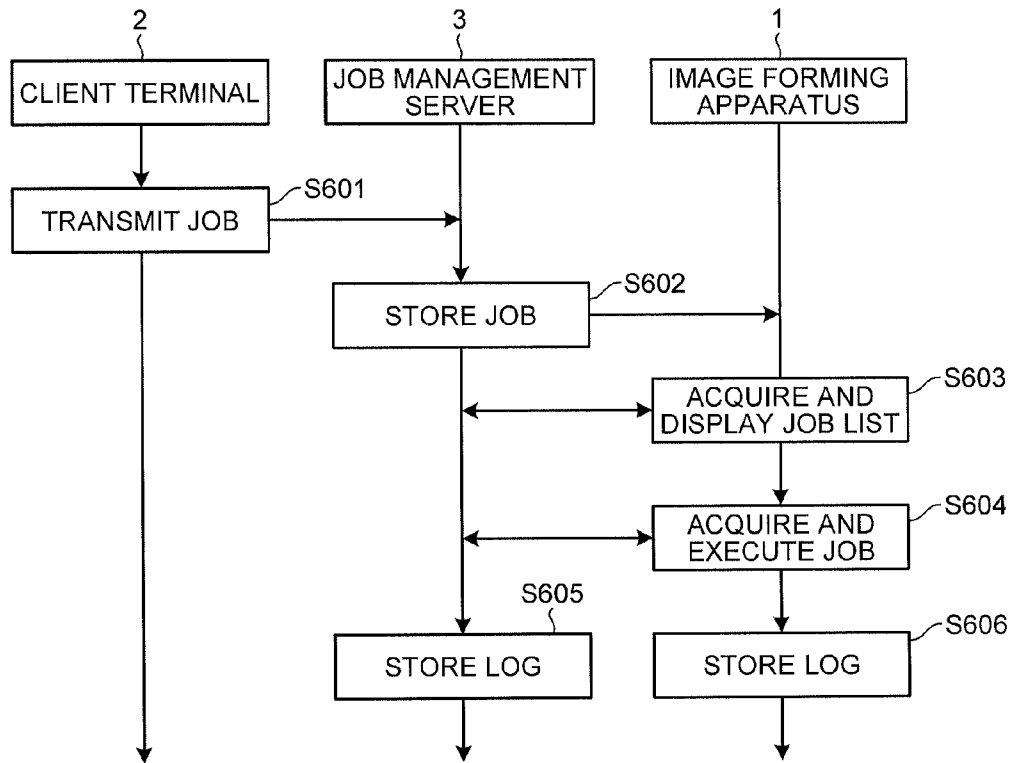 2
3
1
CLIENT TERMINAL
JOB MANAGEMENT
SERVER
IMAGE FORMING
APPARATUS
S601
TRANSMIT JOB
S602
STORE JOB
S603
ACQUIRE AND
DISPLAY JOB LIST
S604
ACQUIRE AND
EXECUTE JOB
S605
STORE LOG
S606
STORE LOG